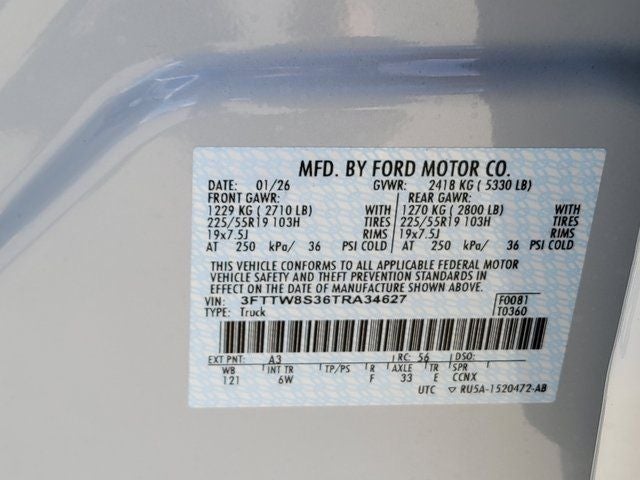 MFD. BY FORD MOTOR CO.
DATE: 01/26 GVWR: 2418 KG ( 5330 LB)
FRONT GAWR: REAR GAWR:
1229 KG ( 2710 LB) WITH 1270 KG ( 2800 LB) WITH
225/55R19 103H TIRES 225/55R19 103H TIRES
19x7.5J RIMS 19x7.5J RIMS
AT 250 kPa/ 36 PSI COLD AT 250 kPa/ 36 PSI COLD
THIS VEHICLE CONFORMS TO ALL APPLICABLE FEDERAL MOTOR
VEHICLE SAFETY AND THEFT PREVENTION STANDARDS IN
EFFECT ON THE DATE OF MANUFACTURE SHOWN ABOVE.
VIN: 3FTTW8S36TRA34627 F0081
TYPE: Truck T0360
EXT PNT: A3 RC: 56 DSO:
WB INT TR TP/PS R AXLE TR SPR
121 6W F 33 E CCNX
UTC ▽ RU5A-1520472-AB